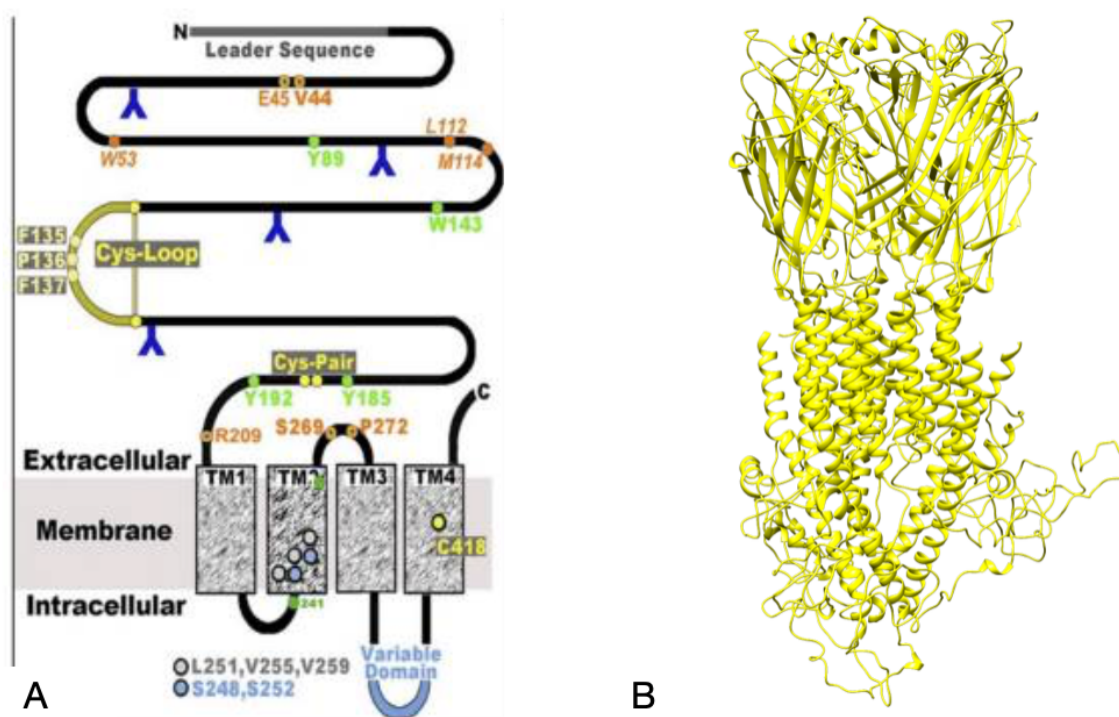 N
Leader Sequence
E45 V44
L112
W53
Y89
M114
W143
F135
P136
F137
Cys-Loop
Cys-Pair
Y192
Y185
C
R209
S269
P272
Extracellular
TM1
TM2
TM3
TM4
Membrane
C418
Intracellular
241
L251,V255,V259
S248,S252
Variable
Domain
A
B